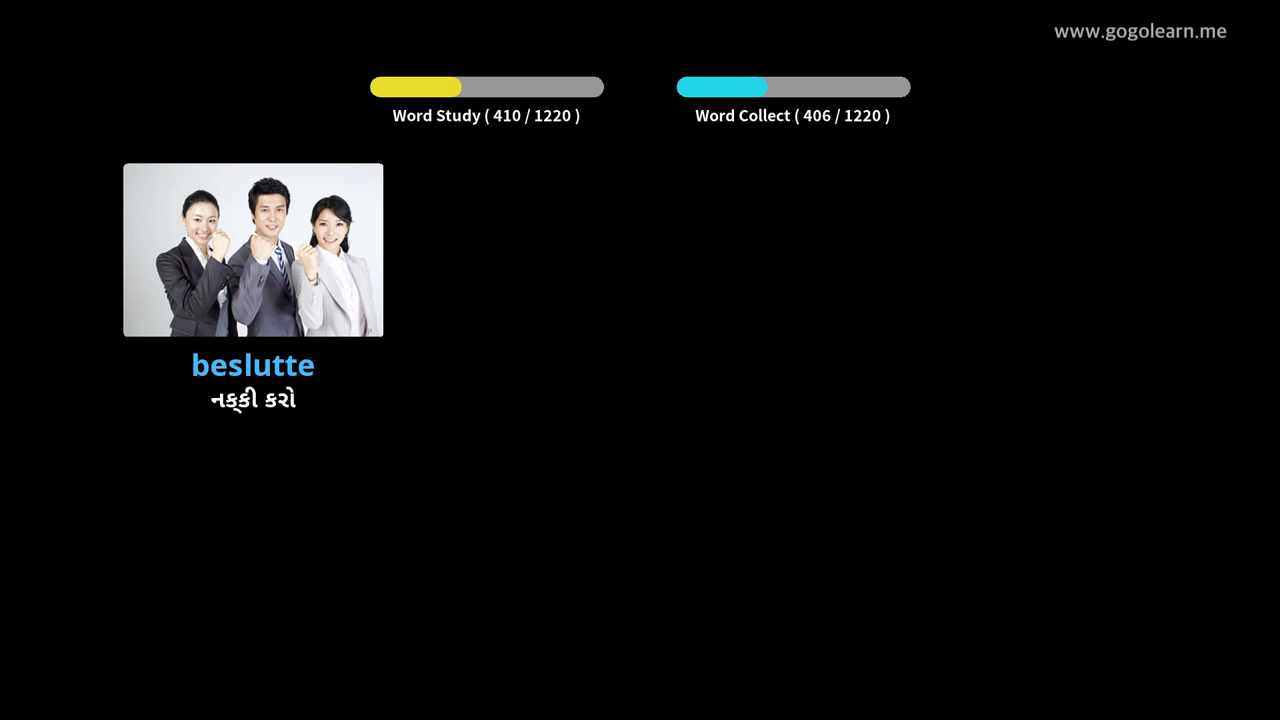 www.gogolearn.me
Word Study ( 410 / 1220 )
Word Collect ( 406 / 1220 )
beslutte
નક્કી કરો